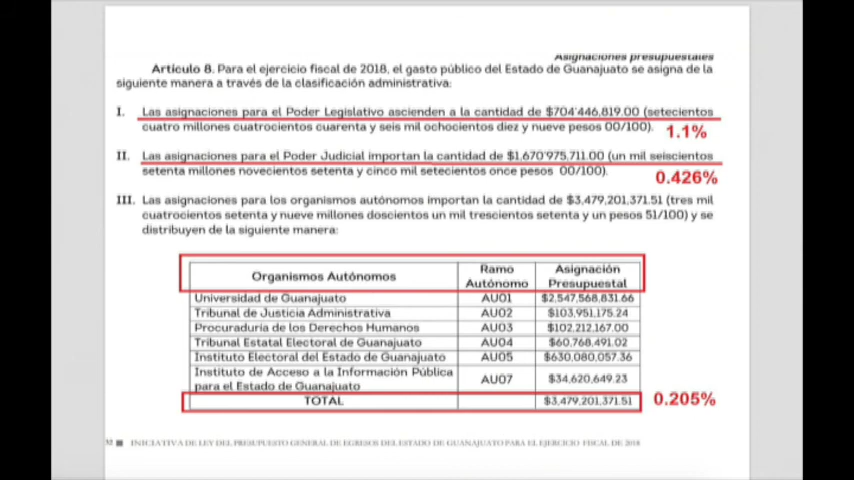 Asignaciones presupuestales
Artículo 8. Para el ejercicio fiscal de 2018, el gasto público del Estado de Guanajuato se asigna de la
siguiente manera a través de la clasificación administrativa:
I. Las asignaciones para el Poder Legislativo ascienden a la cantidad de $704'446,819.00 (setecientos
cuatro millones cuatrocientos cuarenta y seis mil ochocientos diez y nueve pesos 00/100). 1.1%
II. Las asignaciones para el Poder Judicial importan la cantidad de $1,670'975,711.00 (un mil seiscientos
setenta millones novecientos setenta y cinco mil setecientos once pesos 00/100). 0.426%
III. Las asignaciones para los organismos autónomos importan la cantidad de $3,479,201,371.51 (tres mil
cuatrocientos setenta y nueve millones doscientos un mil trescientos setenta y un pesos 51/100) y se
distribuyen de la siguiente manera:
Organismos Autónomos Ramo Autónomo Asignación Presupuestal
Universidad de Guanajuato AU01 $2,547,568,831.66
Tribunal de Justicia Administrativa AU02 $103,951,175.24
Procuraduría de los Derechos Humanos AU03 $102,212,167.00
Tribunal Estatal Electoral de Guanajuato AU04 $60,768,491.02
Instituto Electoral del Estado de Guanajuato AU05 $630,080,057.36
Instituto de Acceso a la Información Pública
para el Estado de Guanajuato AU07 $34,620,649.23
TOTAL $3,479,201,371.51 0.205%
INICIATIVA DE LEY DEL PRESUPUESTO GENERAL DE EGRESOS DEL ESTADO DE GUANAJUATO PARA EL EJERCICIO FISCAL DE 2018